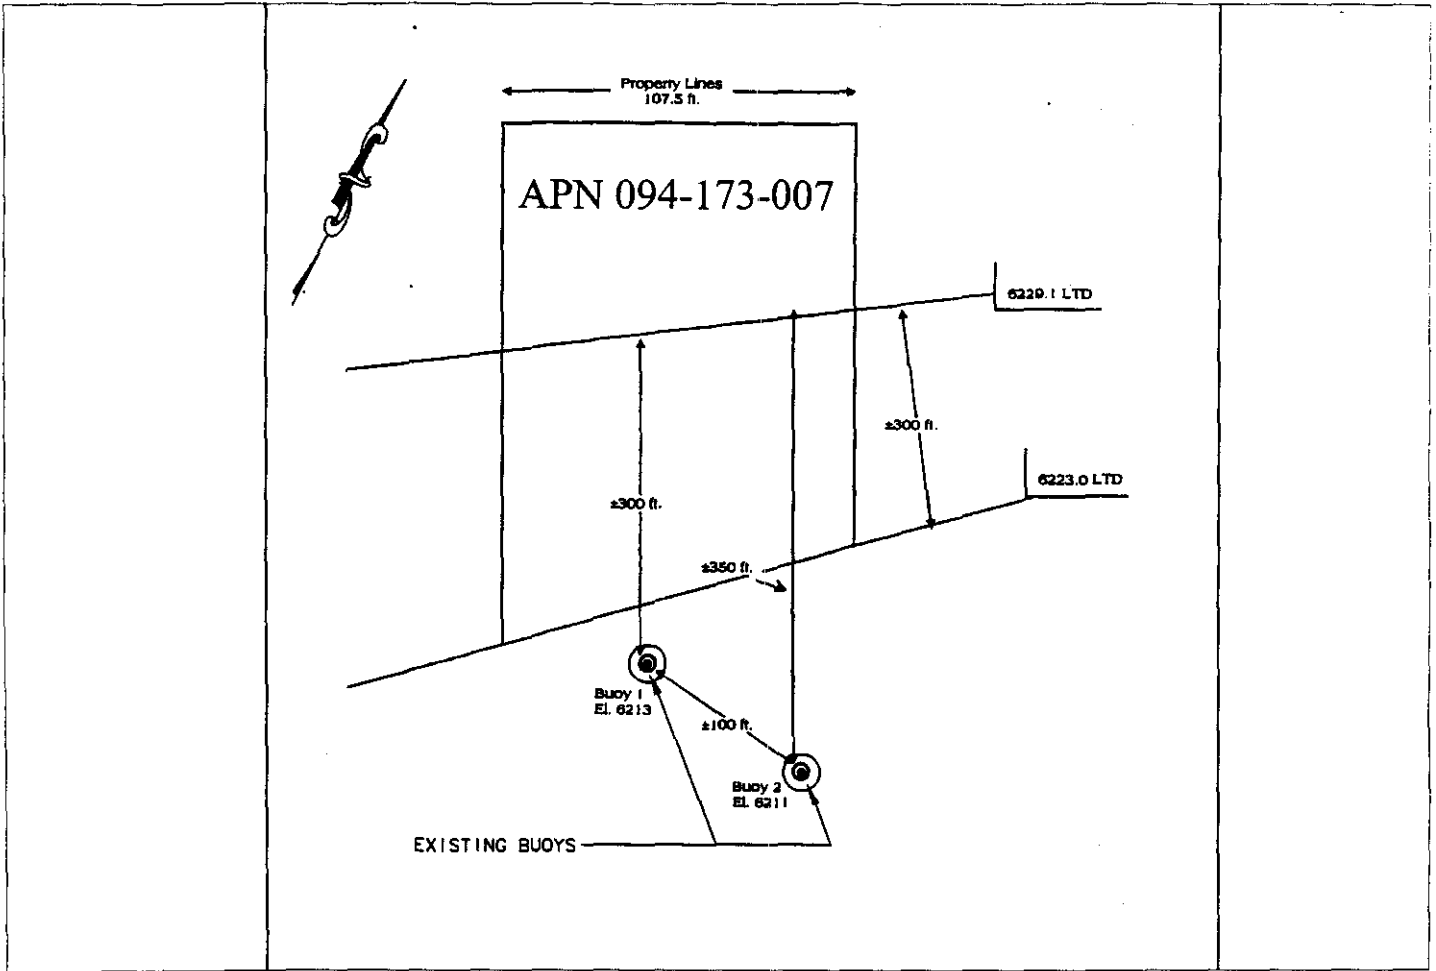 Property Lines
107.5 ft.
APN 094-173-007
6229.1 LTD
±300 ft.
6223.0 LTD
±300 ft.
±350 ft.
Buoy 1
El. 6213
±100 ft.
Buoy 2
El. 6211
EXISTING BUOYS